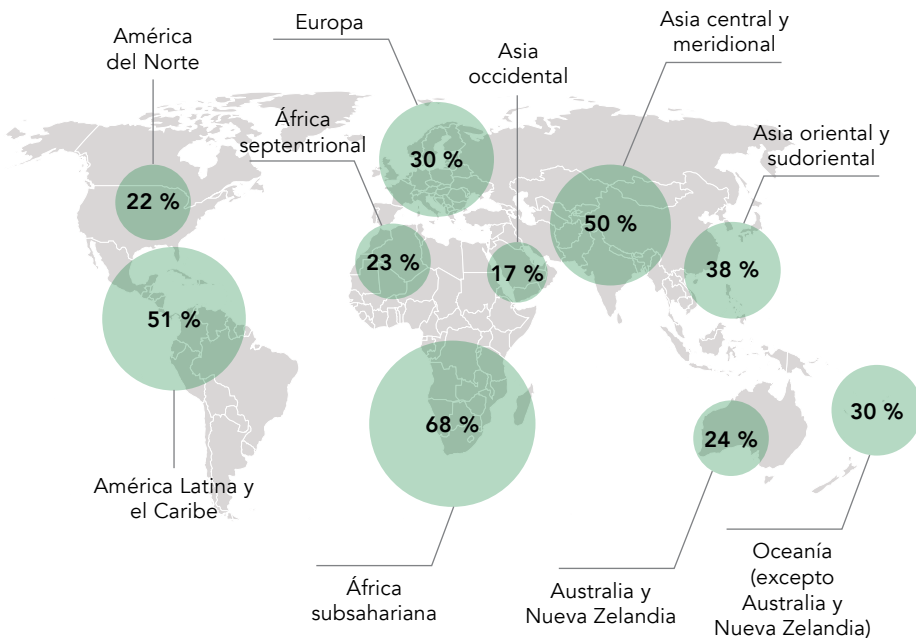 América
del Norte
Europa
Asia
occidental
Asia central y
meridional
África
septentrional
Asia oriental y
sudoriental
30 %
22 %
50 %
23 %
17 %
38 %
51 %
68 %
24 %
30 %
América Latina y
el Caribe
África
subsahariana
Australia y
Nueva Zelandia
Oceanía
(excepto
Australia y
Nueva Zelandia)